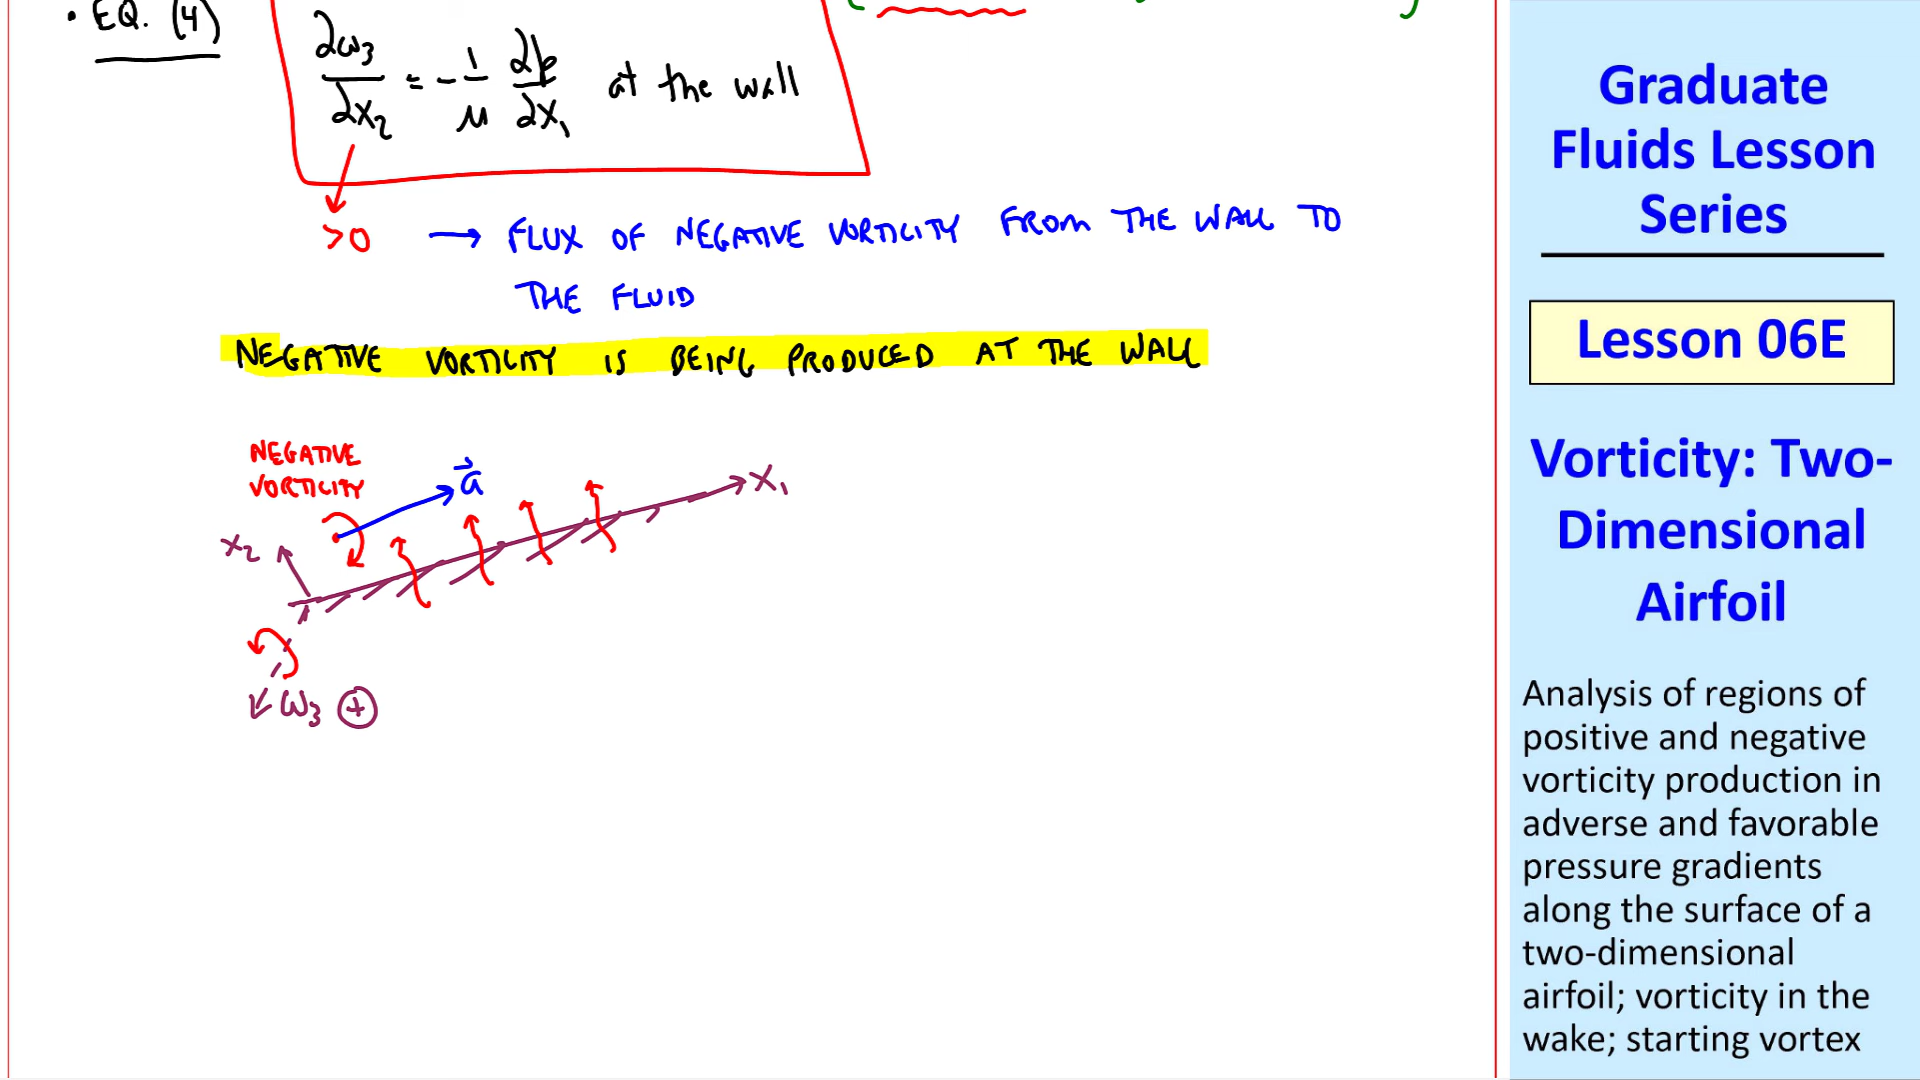 • EQ. (4)
∂ω₃/∂x₂ = -1/μ ∂p/∂x₁ at the wall
>0 → FLUX OF NEGATIVE VORTICITY FROM THE WALL TO
THE FLUID
NEGATIVE VORTICITY IS BEING PRODUCED AT THE WALL
NEGATIVE
VORTICITY
a⃗
x₁
x₂
ω₃ ⊕
Graduate
Fluids Lesson
Series
Lesson 06E
Vorticity: Two-
Dimensional
Airfoil
Analysis of regions of
positive and negative
vorticity production in
adverse and favorable
pressure gradients
along the surface of a
two-dimensional
airfoil; vorticity in the
wake; starting vortex